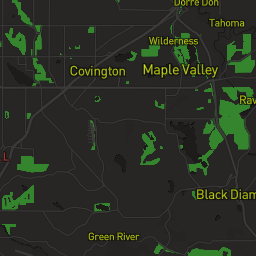 Dorre Don
Tahoma
Wilderness
Covington
Maple Valley
Rav
L
Black Diam
Green River